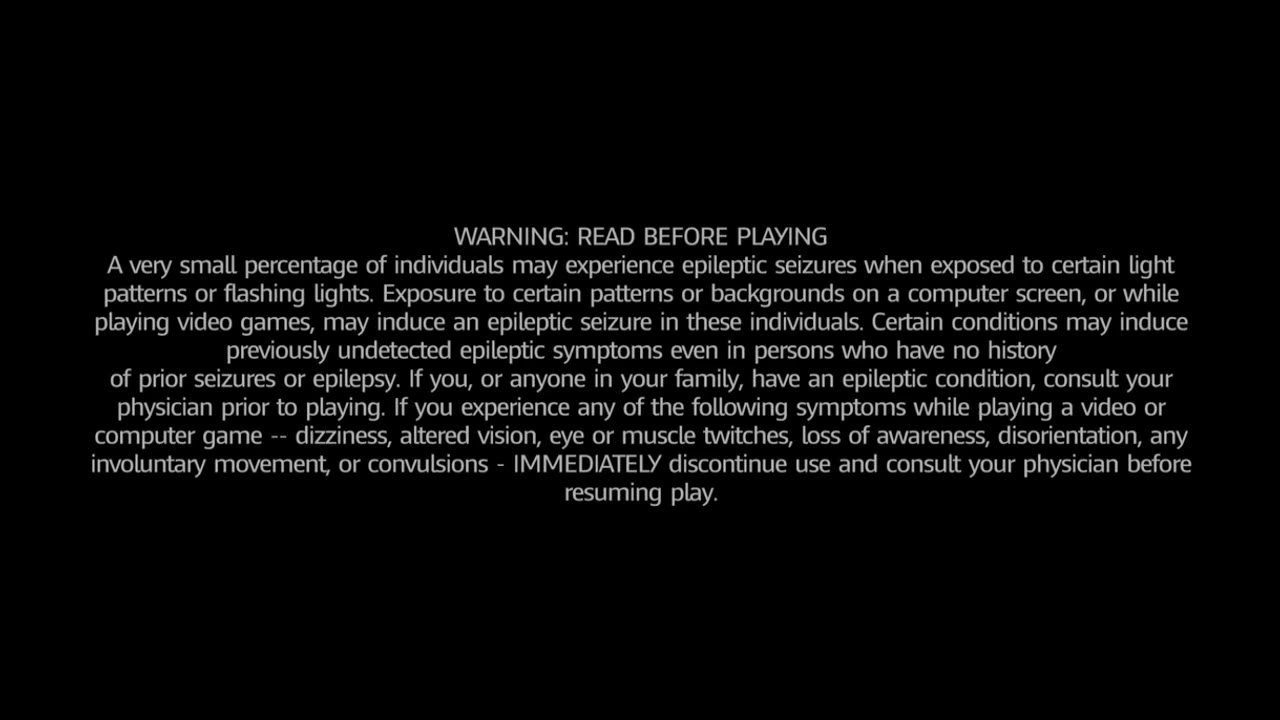 WARNING: READ BEFORE PLAYING
A very small percentage of individuals may experience epileptic seizures when exposed to certain light
patterns or flashing lights. Exposure to certain patterns or backgrounds on a computer screen, or while
playing video games, may induce an epileptic seizure in these individuals. Certain conditions may induce
previously undetected epileptic symptoms even in persons who have no history
of prior seizures or epilepsy. If you, or anyone in your family, have an epileptic condition, consult your
physician prior to playing. If you experience any of the following symptoms while playing a video or
computer game -- dizziness, altered vision, eye or muscle twitches, loss of awareness, disorientation, any
involuntary movement, or convulsions - IMMEDIATELY discontinue use and consult your physician before
resuming play.